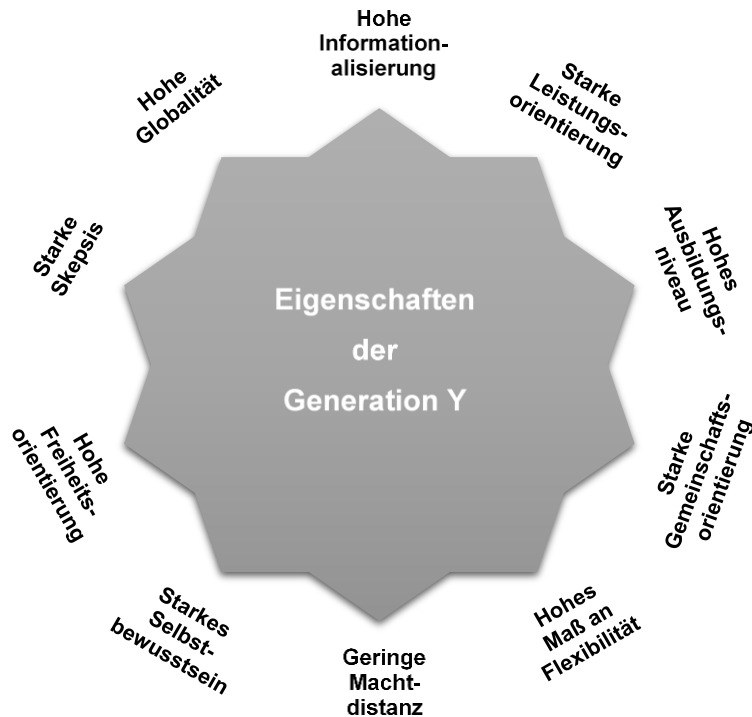 Hohe
Information-
alisierung
Starke
Leistungs-
orientierung
Hohes
Ausbildungs-
niveau
Starke
Gemeinschafts-
orientierung
Hohes
Maß an
Flexibilität
Geringe
Macht-
distanz
Starkes
Selbst-
bewusstsein
Hohe
Freiheits-
orientierung
Starke
Skepsis
Hohe
Globalität
Eigenschaften
der
Generation Y